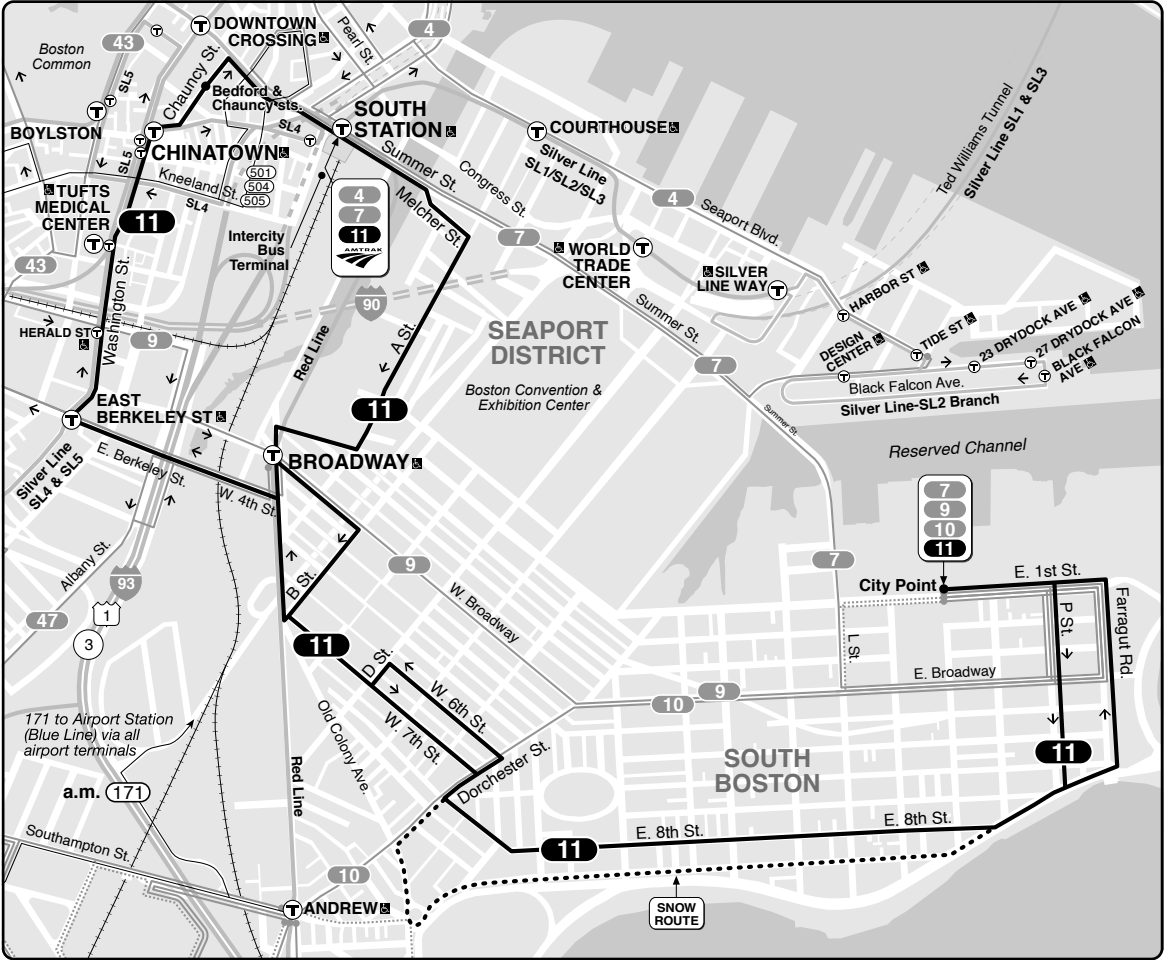 DOWNTOWN
CROSSING
Pearl St.
4
43
Boston
Common
SL5
Chauncy St.
Bedford &
Chauncy sts.
SOUTH
STATION
COURTHOUSE
Ted Williams Tunnel
Silver Line SL1 & SL3
BOYLSTON
SL4
SL5
CHINATOWN
Silver Line
SL1/SL2/SL3
Summer St.
Congress St.
Kneeland St.
SL4
501
504
505
TUFTS
MEDICAL
CENTER
11
4
7
11
AMTRAK
Melcher St.
4
Seaport Blvd.
7
Intercity
Bus
Terminal
WORLD
TRADE
CENTER
43
SILVER
LINE WAY
HARBOR ST
90
Washington St.
HERALD ST
9
Red Line
A St.
SEAPORT
DISTRICT
Summer St.
DESIGN
CENTER
TIDE ST
23 DRYDOCK AVE
27 DRYDOCK AVE
BLACK FALCON
AVE
7
Black Falcon Ave.
Silver Line-SL2 Branch
Boston Convention &
Exhibition Center
11
Summer St.
EAST
BERKELEY ST
Reserved Channel
BROADWAY
Silver Line
SL4 & SL5
E. Berkeley St.
W. 4th St.
7
9
10
11
Albany St.
93
B St.
9
7
City Point
E. 1st St.
1
47
3
W. Broadway
P St.
Farragut Rd.
L St.
11
D St.
E. Broadway
9
10
W. 6th St.
W. 7th St.
171 to Airport Station
(Blue Line) via all
airport terminals
Old Colony Ave.
Dorchester St.
SOUTH
BOSTON
11
a.m.
171
Red Line
E. 8th St.
E. 8th St.
11
Southampton St.
10
ANDREW
SNOW
ROUTE